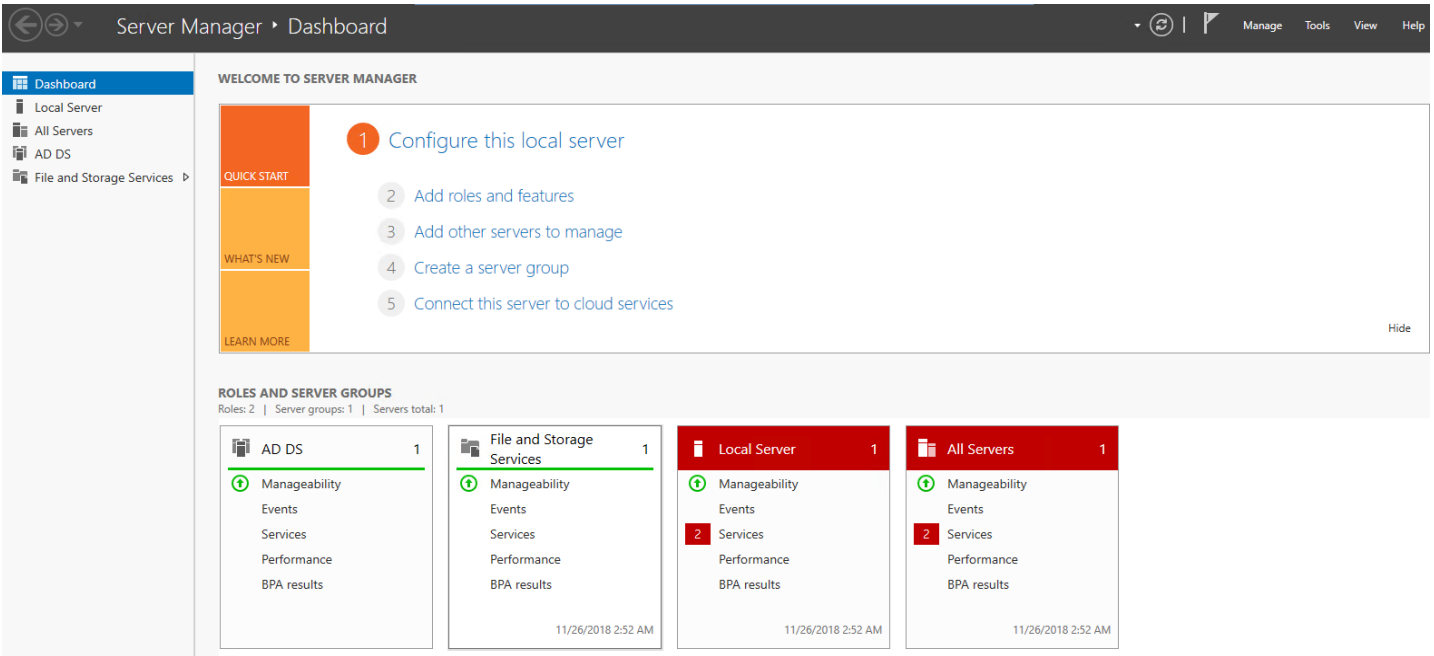 Server Manager ‣ Dashboard
Manage Tools View Help
Dashboard
Local Server
All Servers
AD DS
File and Storage Services
WELCOME TO SERVER MANAGER
QUICK START
WHAT'S NEW
LEARN MORE
1 Configure this local server
2 Add roles and features
3 Add other servers to manage
4 Create a server group
5 Connect this server to cloud services
Hide
ROLES AND SERVER GROUPS
Roles: 2 | Server groups: 1 | Servers total: 1
AD DS 1
Manageability
Events
Services
Performance
BPA results
File and Storage
Services 1
Manageability
Events
Services
Performance
BPA results
11/26/2018 2:52 AM
Local Server 1
Manageability
Events
2 Services
Performance
BPA results
11/26/2018 2:52 AM
All Servers 1
Manageability
Events
2 Services
Performance
BPA results
11/26/2018 2:52 AM